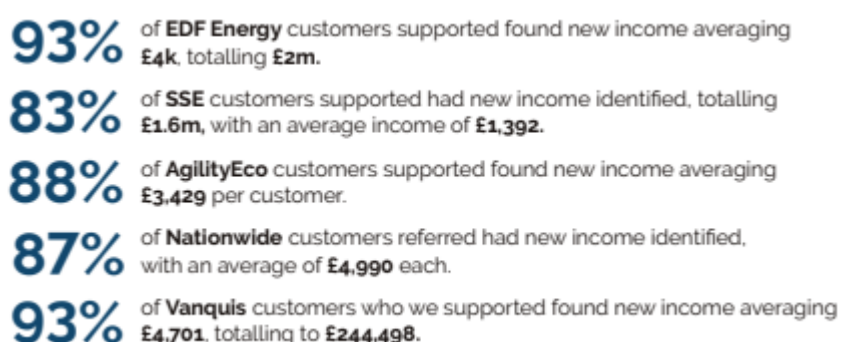 93% of EDF Energy customers supported found new income averaging
£4k, totalling £2m.
83% of SSE customers supported had new income identified, totalling
£1.6m, with an average income of £1,392.
88% of AgilityEco customers supported found new income averaging
£3,429 per customer.
87% of Nationwide customers referred had new income identified,
with an average of £4,990 each.
93% of Vanquis customers who we supported found new income averaging
£4,701, totalling to £244,498.